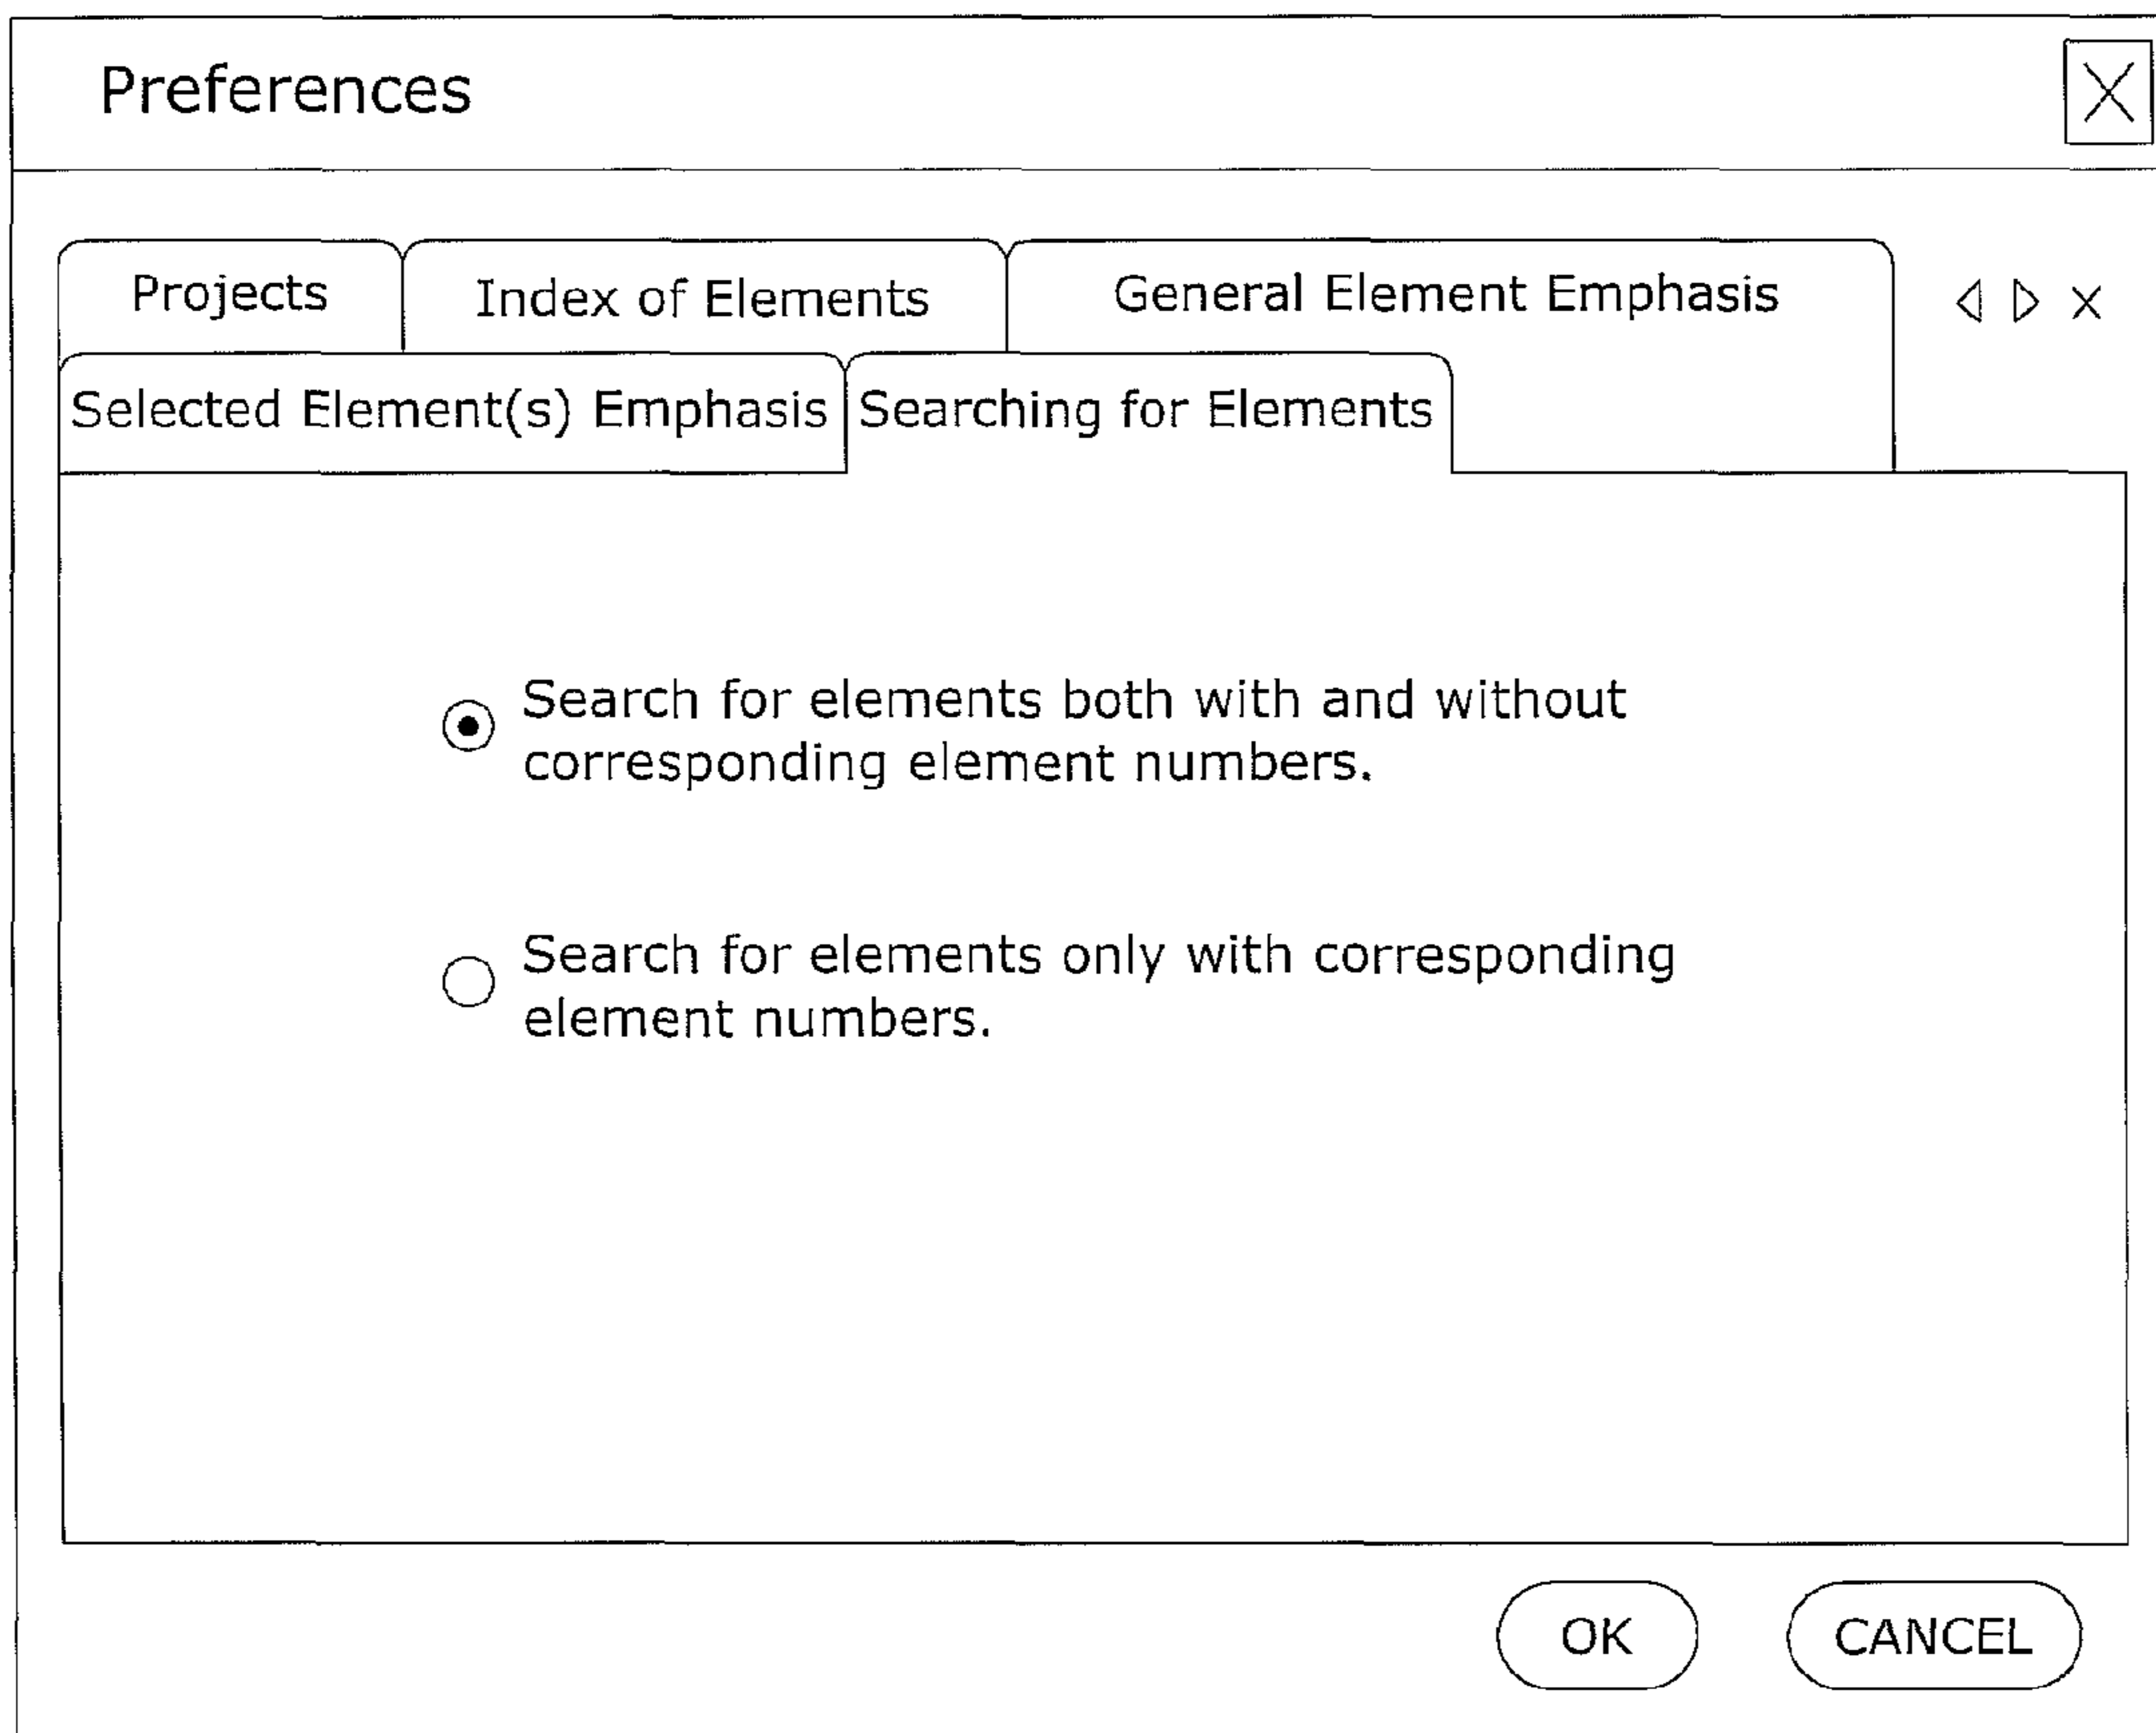 Preferences
Projects
Index of Elements
General Element Emphasis
Selected Element(s) Emphasis
Searching for Elements
Search for elements both with and without
corresponding element numbers.
Search for elements only with corresponding
element numbers.
OK
CANCEL